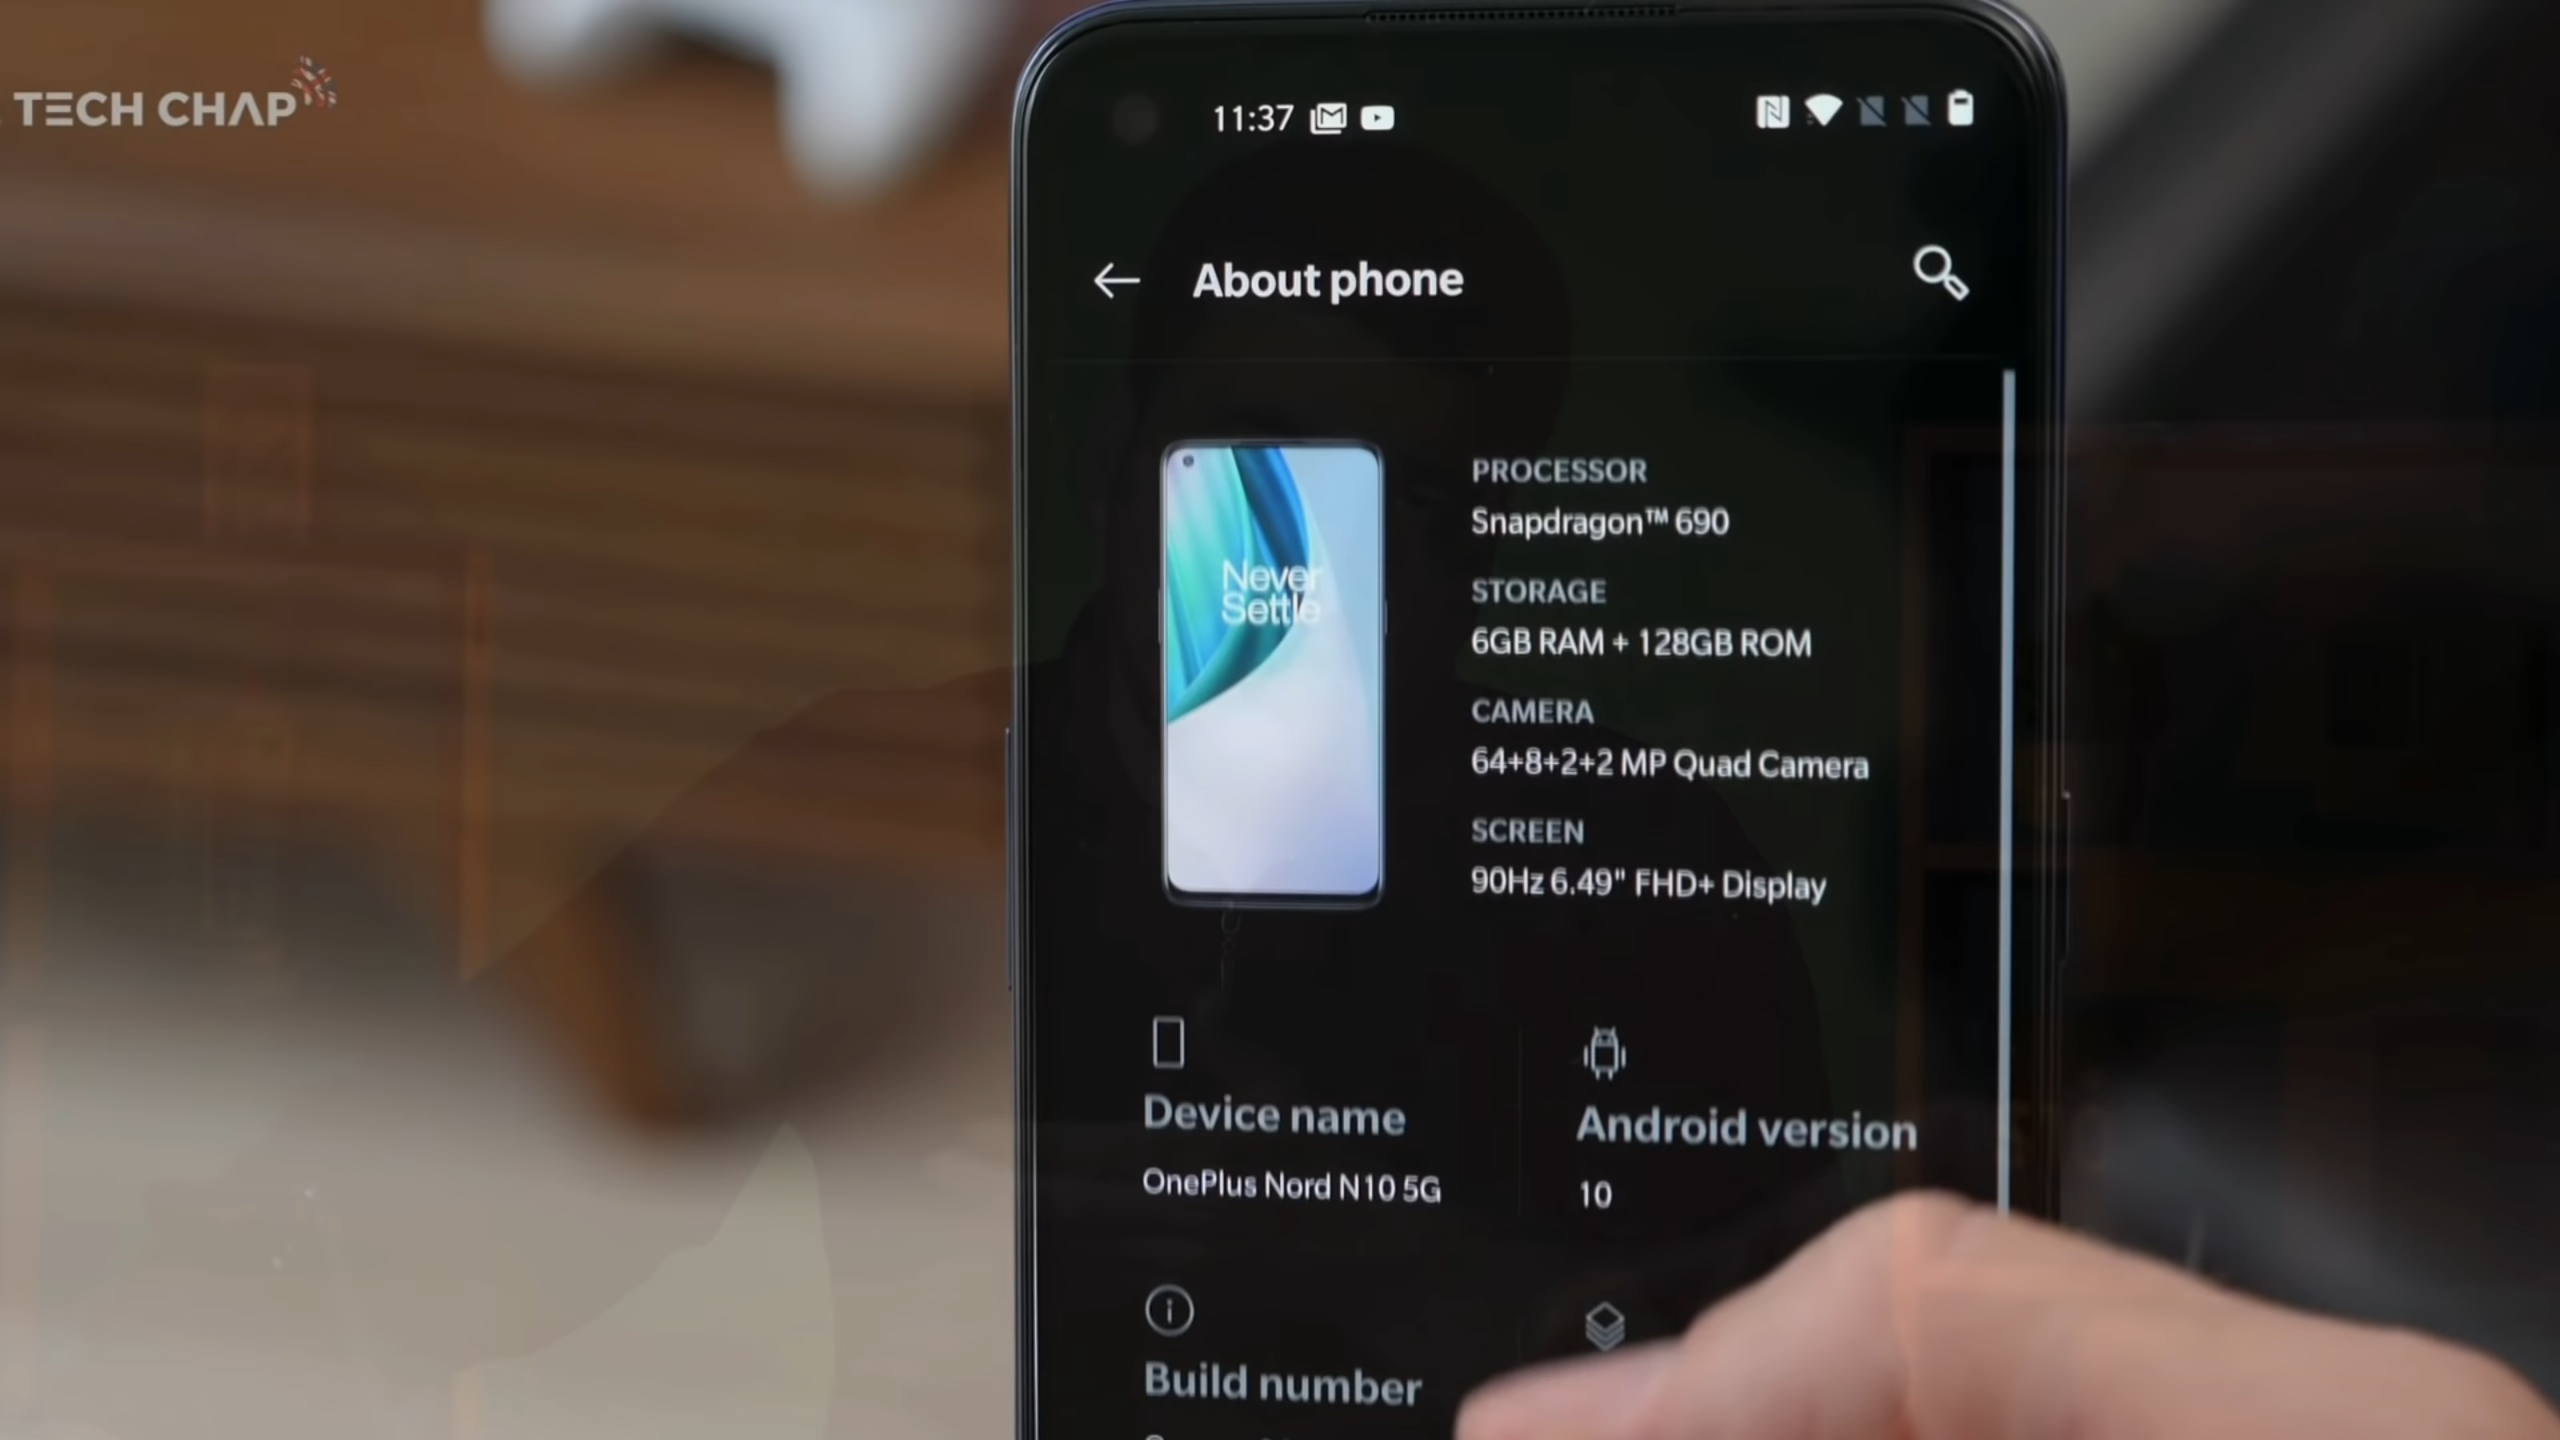 TECH CHAP
11:37
About phone
PROCESSOR
Snapdragon™ 690
STORAGE
6GB RAM + 128GB ROM
CAMERA
64+8+2+2 MP Quad Camera
SCREEN
90Hz 6.49" FHD+ Display
Never
Settle
Device name
OnePlus Nord N10 5G
Android version
10
Build number